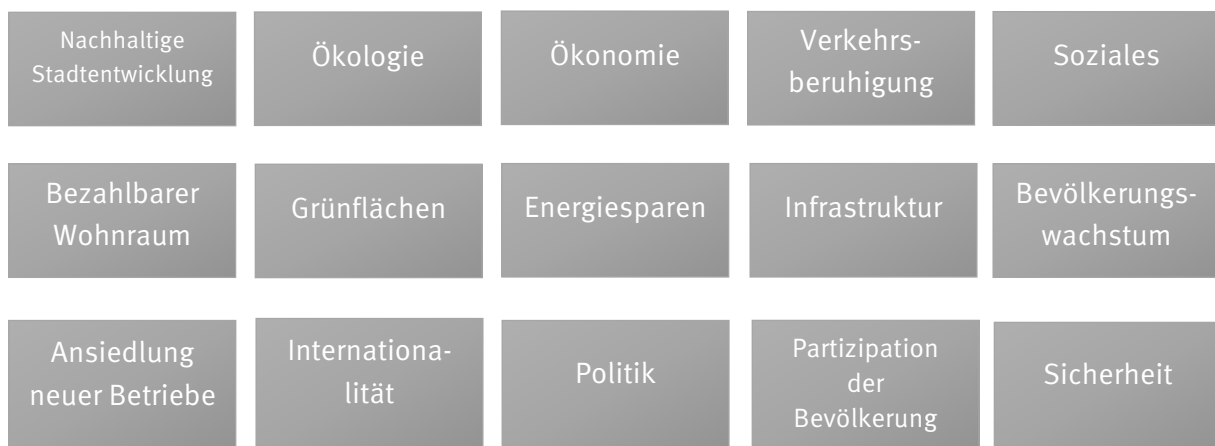 Nachhaltige
Stadtentwicklung
Ökologie
Ökonomie
Verkehrs-
beruhigung
Soziales
Bezahlbarer
Wohnraum
Grünflächen
Energiesparen
Infrastruktur
Bevölkerungs-
wachstum
Ansiedlung
neuer Betriebe
Internationa-
lität
Politik
Partizipation
der
Bevölkerung
Sicherheit